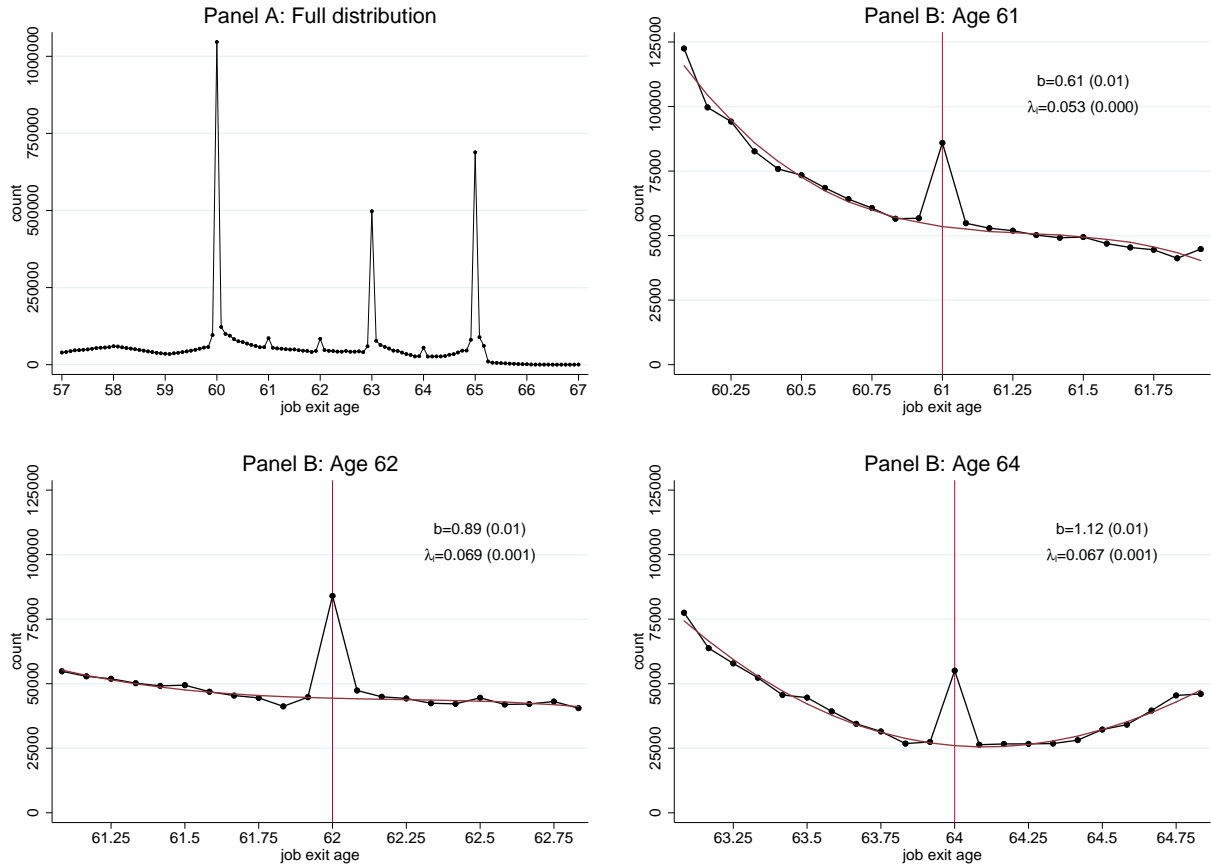 Panel A: Full distribution
count
1000000
750000
500000
250000
0
57 58 59 60 61 62 63 64 65 66 67
job exit age
Panel B: Age 61
count
125000
100000
75000
50000
25000
0
b=0.61 (0.01)
λᵢ=0.053 (0.000)
60.25 60.5 60.75 61 61.25 61.5 61.75
job exit age
Panel B: Age 62
count
125000
100000
75000
50000
25000
0
b=0.89 (0.01)
λᵢ=0.069 (0.001)
61.25 61.5 61.75 62 62.25 62.5 62.75
job exit age
Panel B: Age 64
count
125000
100000
75000
50000
25000
0
b=1.12 (0.01)
λᵢ=0.067 (0.001)
63.25 63.5 63.75 64 64.25 64.5 64.75
job exit age